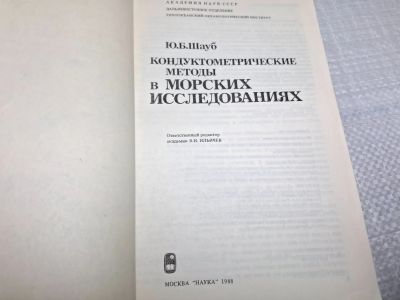 АКАДЕМИЯ НАУК СССР
ДАЛЬНЕВОСТОЧНОЕ ОТДЕЛЕНИЕ
ТИХООКЕАНСКИЙ ОКЕАНОЛОГИЧЕСКИЙ ИНСТИТУТ
Ю.Б.Шауб
КОНДУКТОМЕТРИЧЕСКИЕ
МЕТОДЫ
В МОРСКИХ
ИССЛЕДОВАНИЯХ
Ответственный редактор
академик В.И. ИЛЬИЧЕВ
МОСКВА "НАУКА" 1988